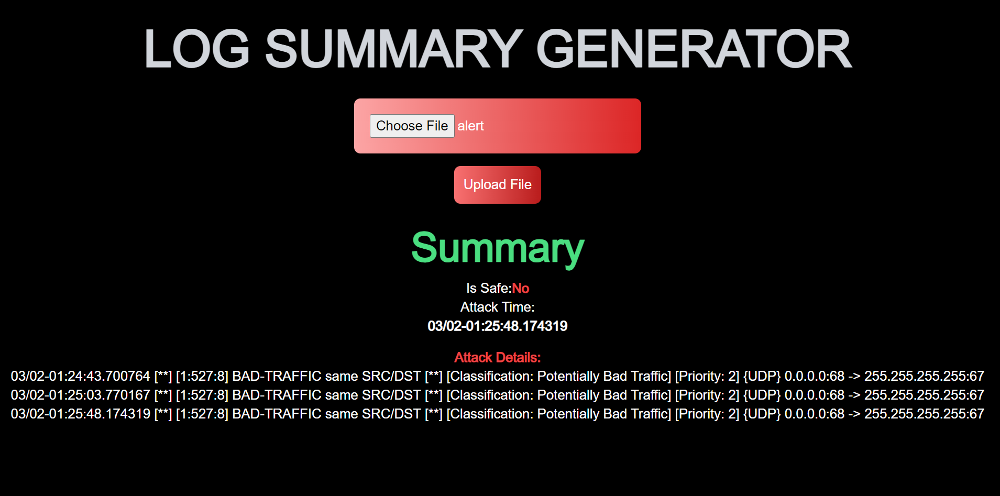 LOG SUMMARY GENERATOR
Choose File alert
Upload File
Summary
Is Safe:No
Attack Time:
03/02-01:25:48.174319
Attack Details:
03/02-01:24:43.700764 [**] [1:527:8] BAD-TRAFFIC same SRC/DST [**] [Classification: Potentially Bad Traffic] [Priority: 2] {UDP} 0.0.0.0:68 -> 255.255.255.255:67
03/02-01:25:03.770167 [**] [1:527:8] BAD-TRAFFIC same SRC/DST [**] [Classification: Potentially Bad Traffic] [Priority: 2] {UDP} 0.0.0.0:68 -> 255.255.255.255:67
03/02-01:25:48.174319 [**] [1:527:8] BAD-TRAFFIC same SRC/DST [**] [Classification: Potentially Bad Traffic] [Priority: 2] {UDP} 0.0.0.0:68 -> 255.255.255.255:67